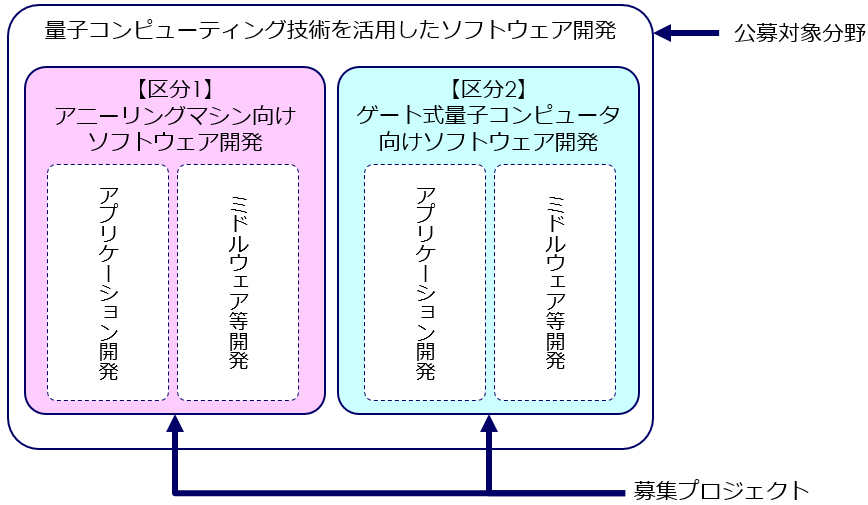 量子コンピューティング技術を活用したソフトウェア開発
公募対象分野
【区分1】
アニーリングマシン向け
ソフトウェア開発
アプリケーション開発
ミドルウェア等開発
【区分2】
ゲート式量子コンピュータ
向けソフトウェア開発
アプリケーション開発
ミドルウェア等開発
募集プロジェクト